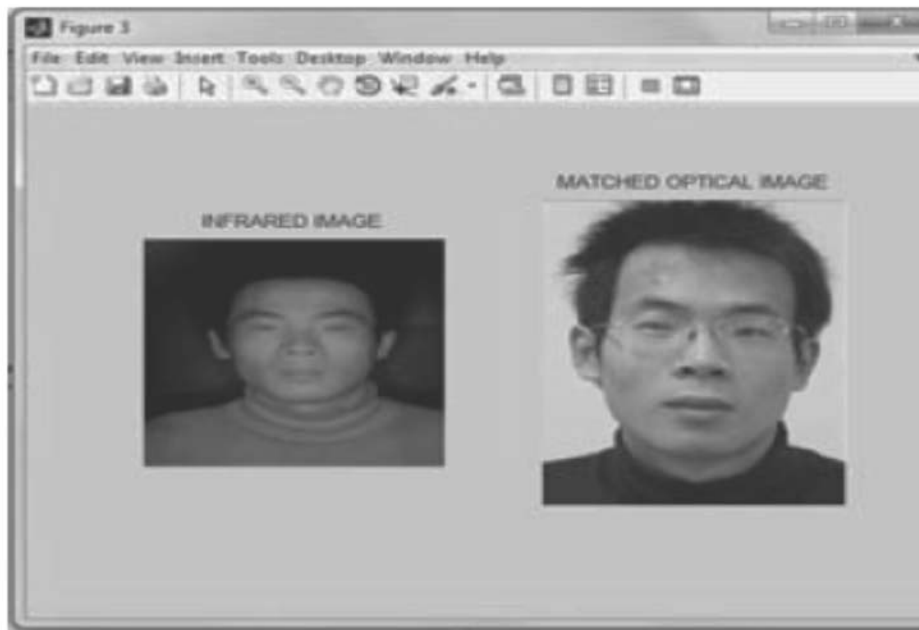 Figure 3
File Edit View Insert Tools Desktop Window Help
MATCHED OPTICAL IMAGE
INFRARED IMAGE